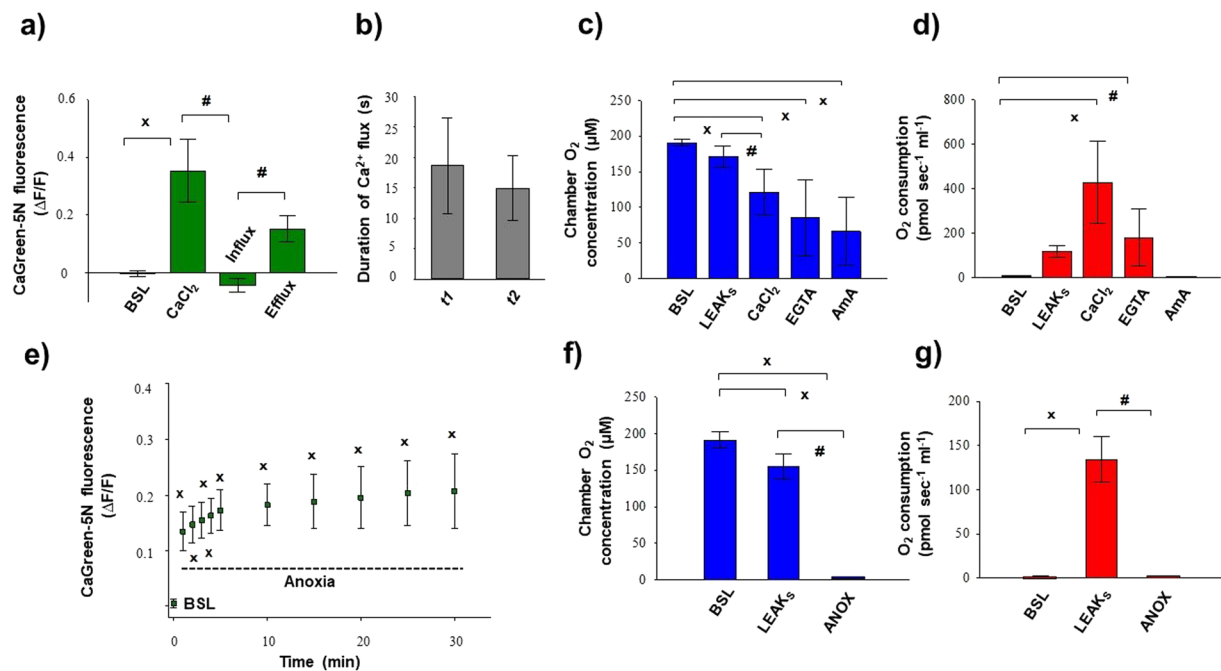 a)
CaGreen-5N fluorescence
(ΔF/F)
0.6
0.4
0.2
0
x
#
#
BSL
CaCl₂
Influx
Efflux
b)
Duration of Ca²⁺ flux (s)
30
25
20
15
10
5
0
t1
t2
c)
Chamber O₂
concentration (µM)
250
200
150
100
50
0
x
x
x
x
#
BSL
LEAKₛ
CaCl₂
EGTA
AmA
d)
O₂ consumption
(pmol sec⁻¹ ml⁻¹)
800
600
400
200
0
#
x
BSL
LEAKₛ
CaCl₂
EGTA
AmA
e)
CaGreen-5N fluorescence
(ΔF/F)
0.4
0.3
0.2
0.1
x
x
x
x
x
x
x
x
x
x
Anoxia
BSL
0
10
20
30
Time (min)
f)
Chamber O₂
concentration (µM)
250
200
150
100
50
0
x
x
#
BSL
LEAKₛ
ANOX
g)
O₂ consumption
(pmol sec⁻¹ ml⁻¹)
200
150
100
50
0
x
#
BSL
LEAKₛ
ANOX